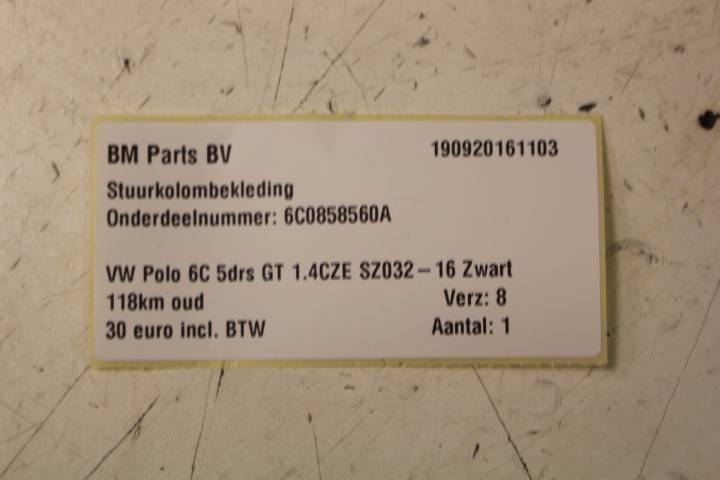 BM Parts BV 190920161103
Stuurkolombekleding
Onderdeelnummer: 6C0858560A
VW Polo 6C 5drs GT 1.4CZE SZ032-16 Zwart
118km oud Verz: 8
30 euro incl. BTW Aantal: 1